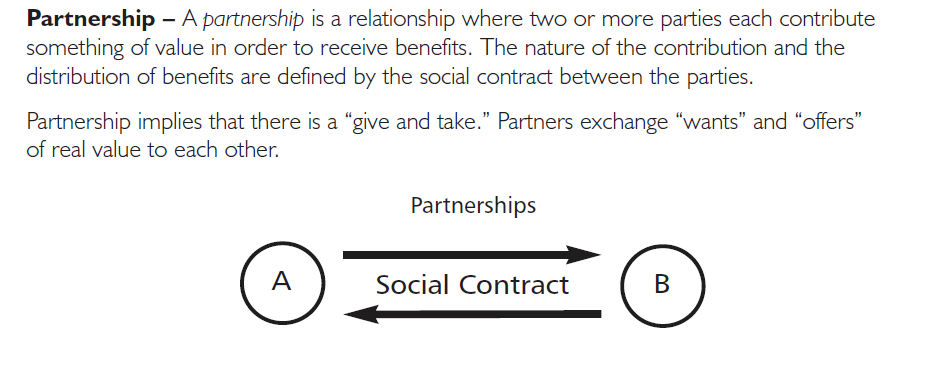 Partnership – A partnership is a relationship where two or more parties each contribute
something of value in order to receive benefits. The nature of the contribution and the
distribution of benefits are defined by the social contract between the parties.
Partnership implies that there is a “give and take.” Partners exchange “wants” and “offers”
of real value to each other.
Partnerships
A
Social Contract
B